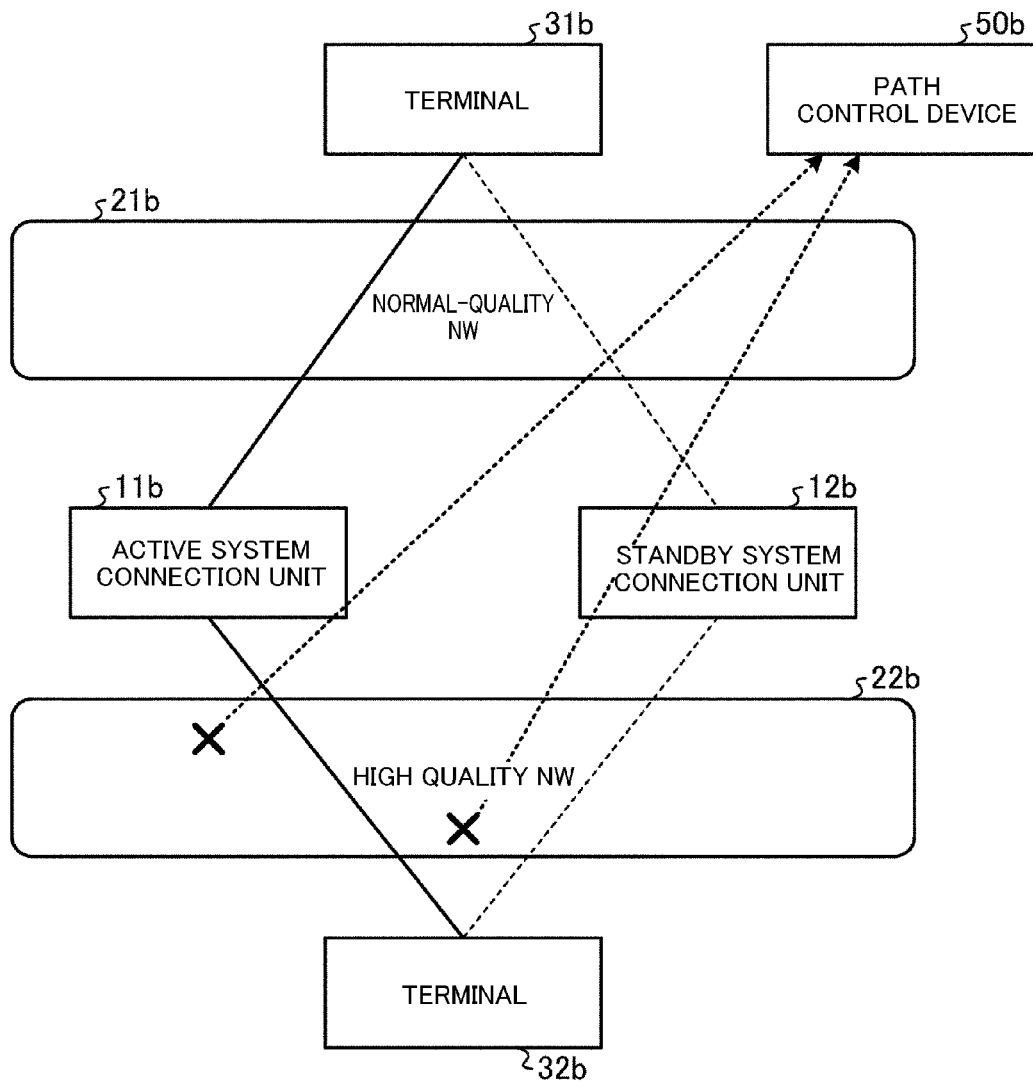 31b
50b
TERMINAL
PATH
CONTROL DEVICE
21b
NORMAL-QUALITY
NW
11b
12b
ACTIVE SYSTEM
CONNECTION UNIT
STANDBY SYSTEM
CONNECTION UNIT
22b
HIGH QUALITY NW
TERMINAL
32b